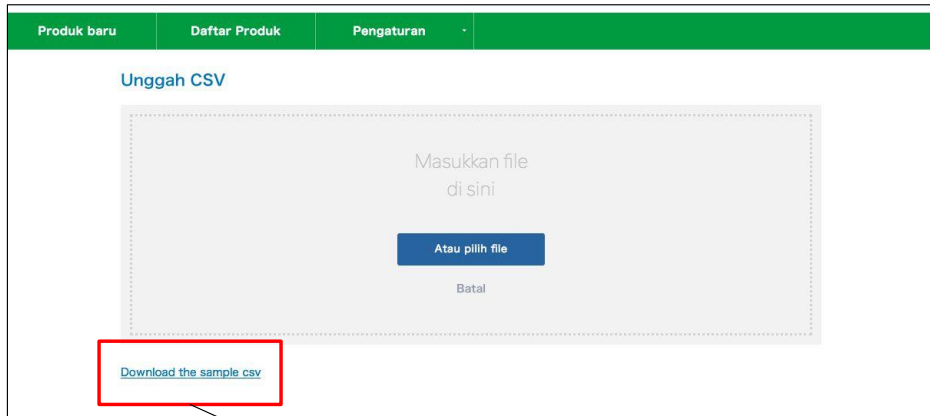 Produk baru Daftar Produk Pengaturan
Unggah CSV
Masukkan file
di sini
Atau pilih file
Batal
Download the sample csv